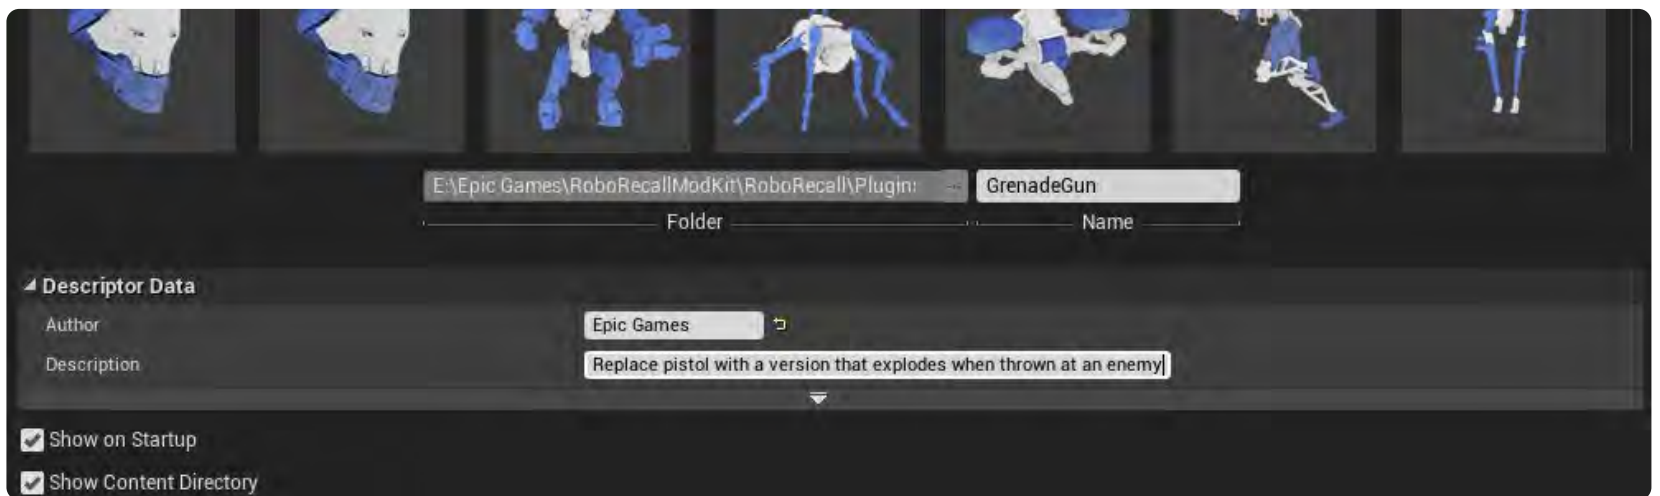 E:\Epic Games\RoboRecallModKit\RoboRecall\Plugin: ... GrenadeGun
Folder Name
Descriptor Data
Author Epic Games
Description Replace pistol with a version that explodes when thrown at an enemy
Show on Startup
Show Content Directory